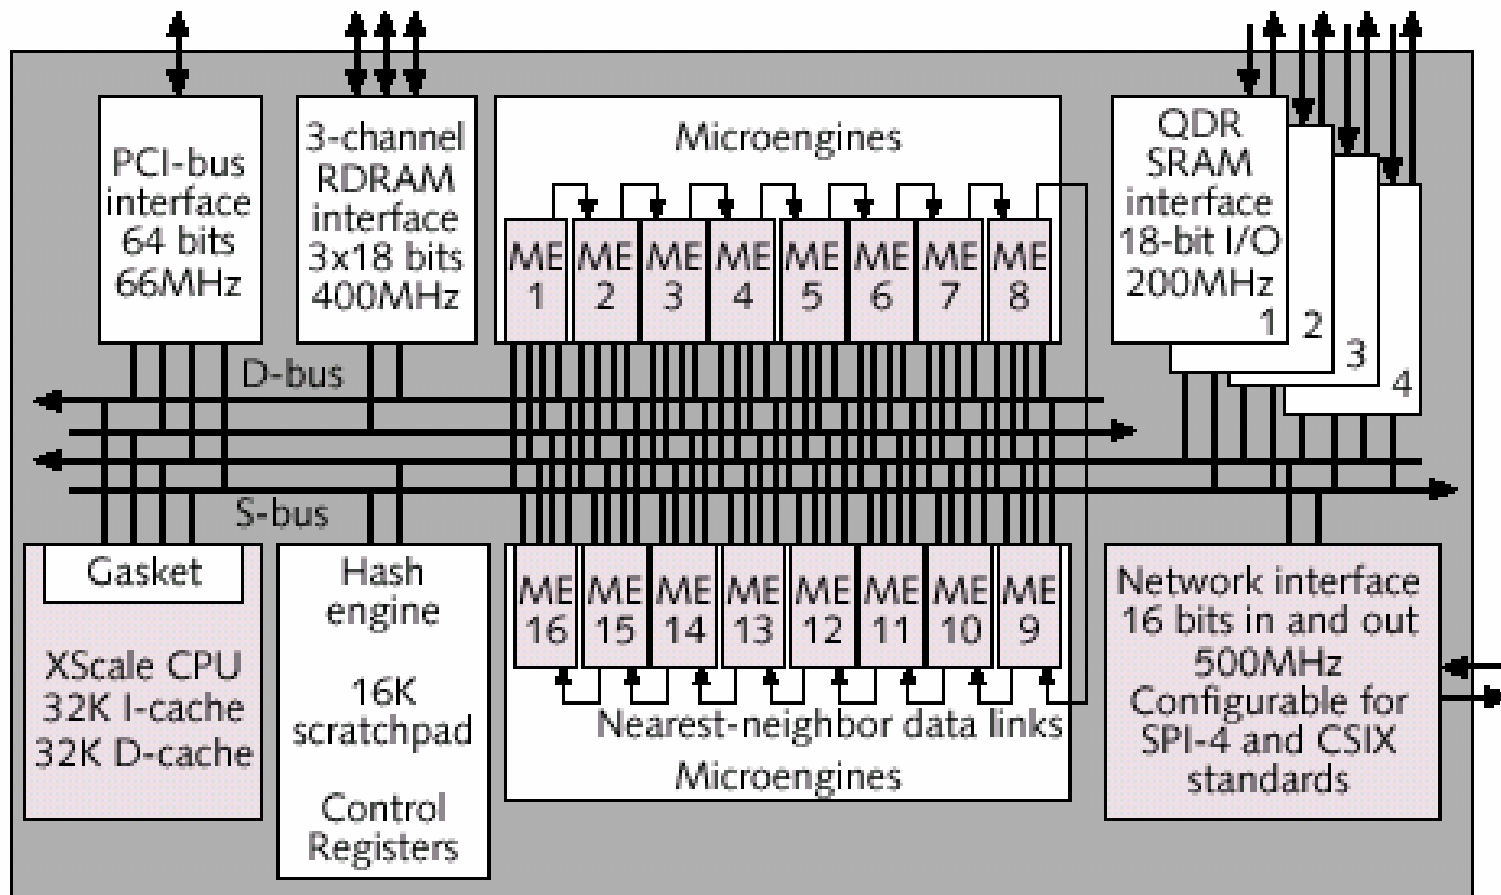 PCI-bus
interface
64 bits
66MHz
3-channel
RDRAM
interface
3x18 bits
400MHz
Microengines
ME
1
ME
2
ME
3
ME
4
ME
5
ME
6
ME
7
ME
8
QDR
SRAM
interface
18-bit I/O
200MHz
1
2
3
4
D-bus
S-bus
Gasket
XScale CPU
32K I-cache
32K D-cache
Hash
engine
16K
scratchpad
Control
Registers
ME
16
ME
15
ME
14
ME
13
ME
12
ME
11
ME
10
ME
9
Nearest-neighbor data links
Microengines
Network interface
16 bits in and out
500MHz
Configurable for
SPI-4 and CSIX
standards